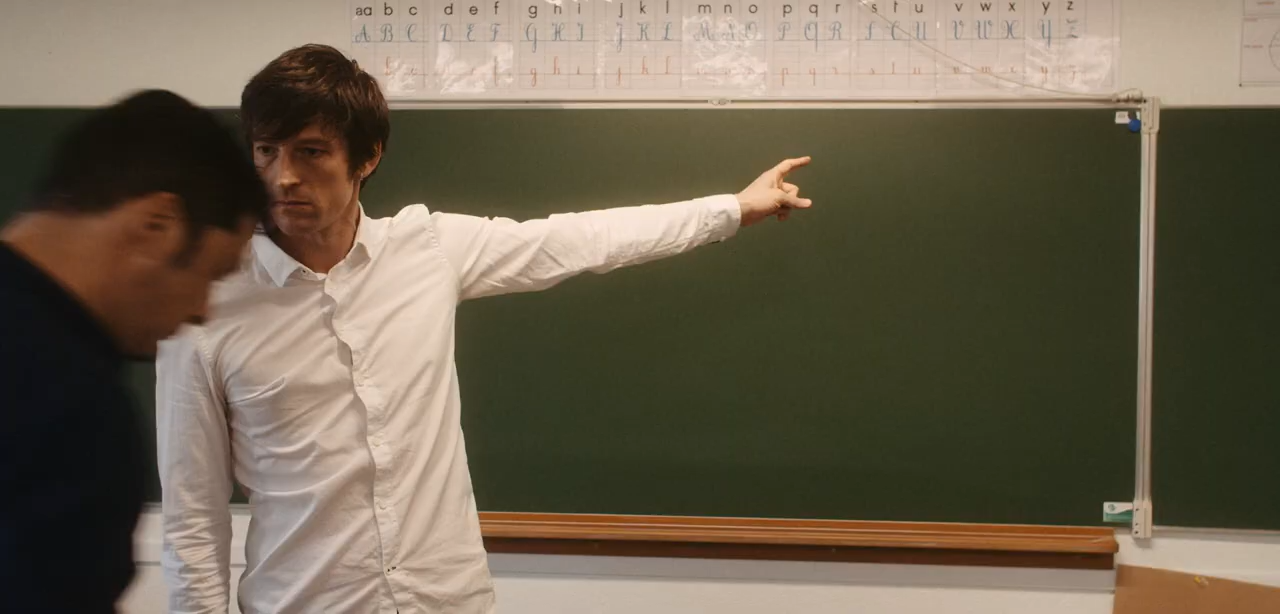 aa b c d e f g h i j k l m n o p q r s t u v w x y z
A B C D E F G H I J K L M N O P Q R S T U V W X Y Z
b c e f g h i j k l m n o p q r s t u v w x y z